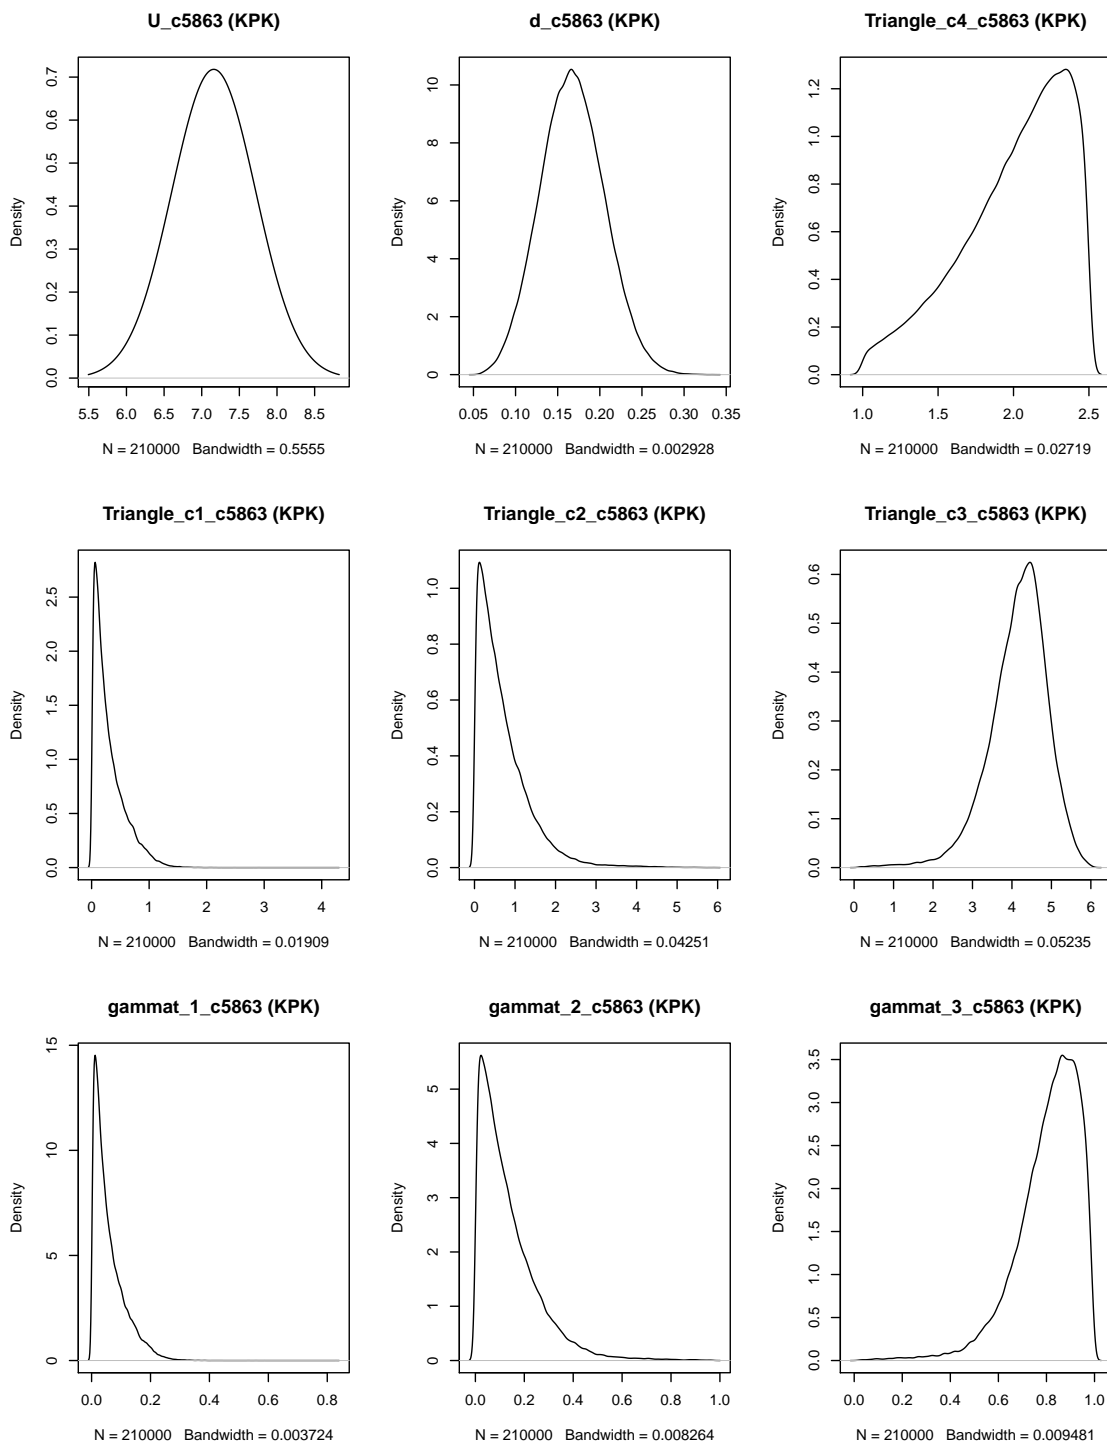 U_c5863 (KPK)
Density
0.0 0.1 0.2 0.3 0.4 0.5 0.6 0.7
5.5 6.0 6.5 7.0 7.5 8.0 8.5
N = 210000 Bandwidth = 0.5555
d_c5863 (KPK)
Density
0 2 4 6 8 10
0.05 0.10 0.15 0.20 0.25 0.30 0.35
N = 210000 Bandwidth = 0.002928
Triangle_c4_c5863 (KPK)
Density
0.0 0.2 0.4 0.6 0.8 1.0 1.2
1.0 1.5 2.0 2.5
N = 210000 Bandwidth = 0.02719
Triangle_c1_c5863 (KPK)
Density
0.0 0.5 1.0 1.5 2.0 2.5
0 1 2 3 4
N = 210000 Bandwidth = 0.01909
Triangle_c2_c5863 (KPK)
Density
0.0 0.2 0.4 0.6 0.8 1.0
0 1 2 3 4 5 6
N = 210000 Bandwidth = 0.04251
Triangle_c3_c5863 (KPK)
Density
0.0 0.1 0.2 0.3 0.4 0.5 0.6
0 1 2 3 4 5 6
N = 210000 Bandwidth = 0.05235
gammat_1_c5863 (KPK)
Density
0 5 10 15
0.0 0.2 0.4 0.6 0.8
N = 210000 Bandwidth = 0.003724
gammat_2_c5863 (KPK)
Density
0 1 2 3 4 5
0.0 0.2 0.4 0.6 0.8 1.0
N = 210000 Bandwidth = 0.008264
gammat_3_c5863 (KPK)
Density
0.0 0.5 1.0 1.5 2.0 2.5 3.0 3.5
0.0 0.2 0.4 0.6 0.8 1.0
N = 210000 Bandwidth = 0.009481